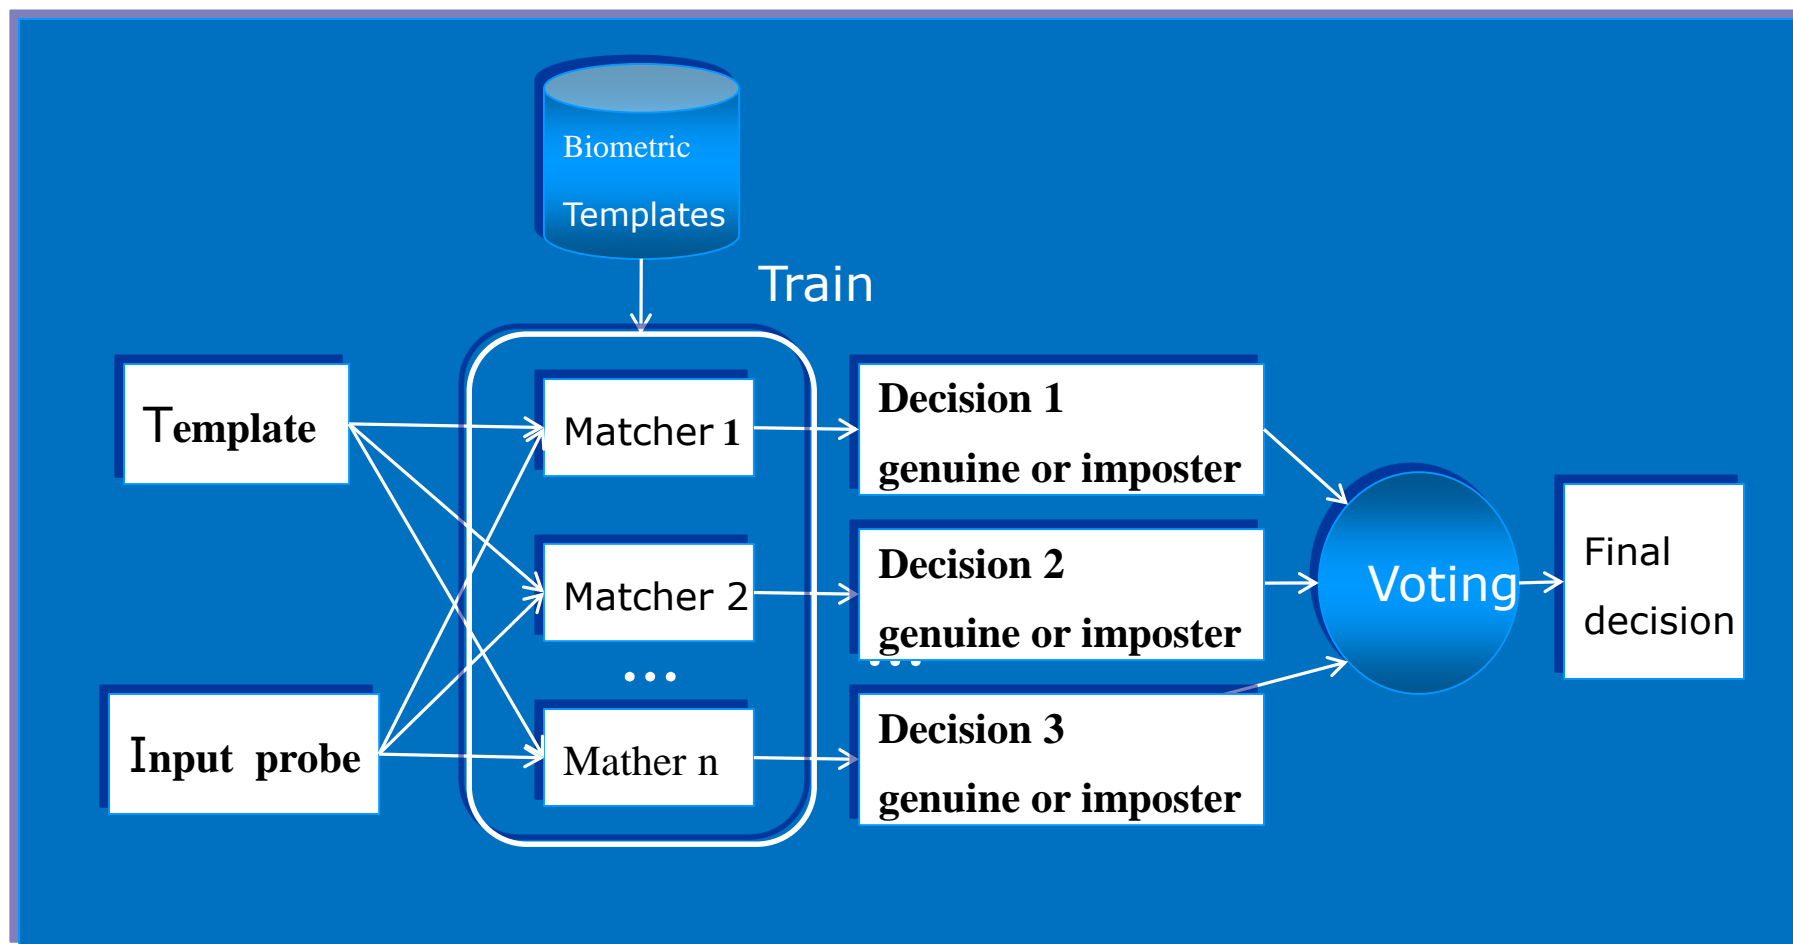 Biometric
Templates
Train
Template
Input probe
Matcher 1
Matcher 2
...
Mather n
Decision 1
genuine or imposter
Decision 2
genuine or imposter
...
Decision 3
genuine or imposter
Voting
Final
decision